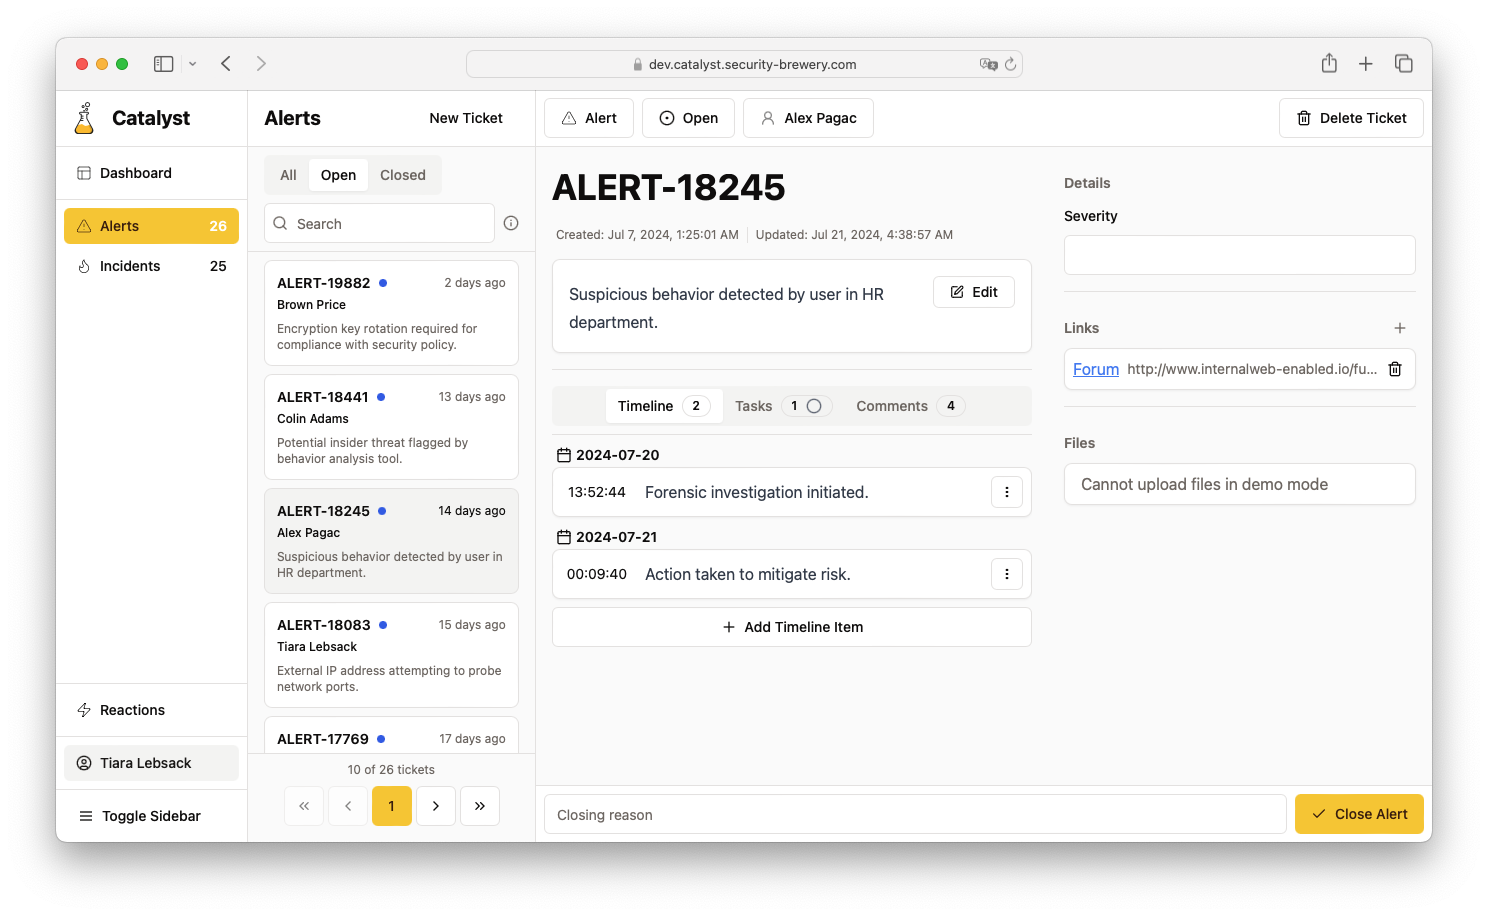 dev.catalyst.security-brewery.com
Catalyst
Dashboard
Alerts 26
Incidents 25
Reactions
Tiara Lebsack
Toggle Sidebar
Alerts
New Ticket
All Open Closed
Search
ALERT-19882 2 days ago
Brown Price
Encryption key rotation required for
compliance with security policy.
ALERT-18441 13 days ago
Colin Adams
Potential insider threat flagged by
behavior analysis tool.
ALERT-18245 14 days ago
Alex Pagac
Suspicious behavior detected by user in
HR department.
ALERT-18083 15 days ago
Tiara Lebsack
External IP address attempting to probe
network ports.
ALERT-17769 17 days ago
10 of 26 tickets
1
Alert
Open
Alex Pagac
Delete Ticket
ALERT-18245
Created: Jul 7, 2024, 1:25:01 AM Updated: Jul 21, 2024, 4:38:57 AM
Suspicious behavior detected by user in HR
department.
Edit
Timeline 2 Tasks 1 Comments 4
2024-07-20
13:52:44 Forensic investigation initiated.
2024-07-21
00:09:40 Action taken to mitigate risk.
Add Timeline Item
Details
Severity
Links
Forum http://www.internalweb-enabled.io/fu...
Files
Cannot upload files in demo mode
Closing reason
Close Alert